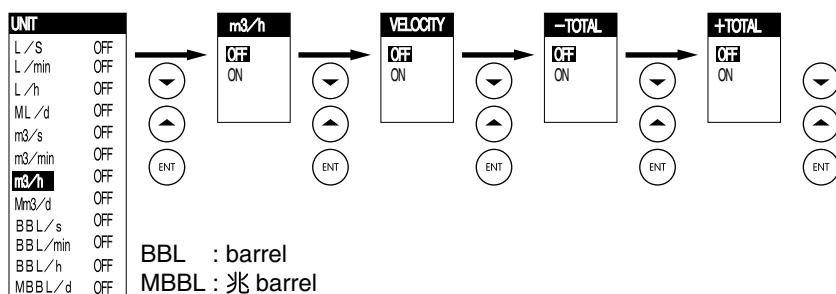 UNIT
L/S OFF
L/min OFF
L/h OFF
ML/d OFF
m3/s OFF
m3/min OFF
m3/h OFF
Mm3/d OFF
BBL/s OFF
BBL/min OFF
BBL/h OFF
MBBL/d OFF
ENT
m3/h
OFF
ON
ENT
VELOCITY
OFF
ON
ENT
−TOTAL
OFF
ON
ENT
+TOTAL
OFF
ON
ENT
BBL : barrel
MBBL : 兆 barrel